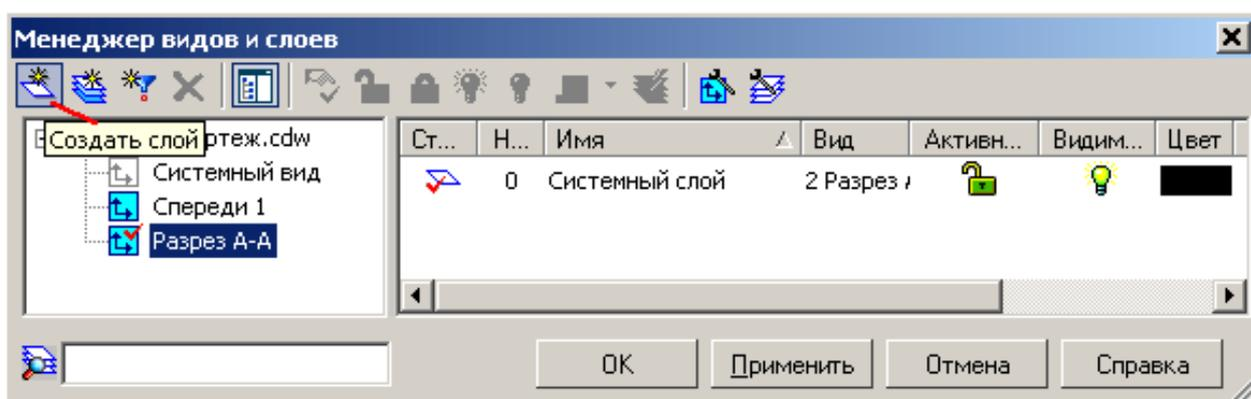 Менеджер видов и слоев
Создать слой
ртеж.cdw
Системный вид
Спереди 1
Разрез А-А
Ст... Н... Имя Вид Активн... Видим... Цвет
0 Системный слой 2 Разрез
ОК Применить Отмена Справка